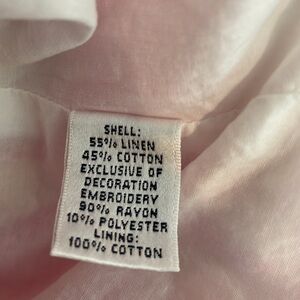 SHELL:
55% LINEN
45% COTTON
EXCLUSIVE OF
DECORATION
EMBROIDERY
90% RAYON
10% POLYESTER
LINING:
100% COTTON